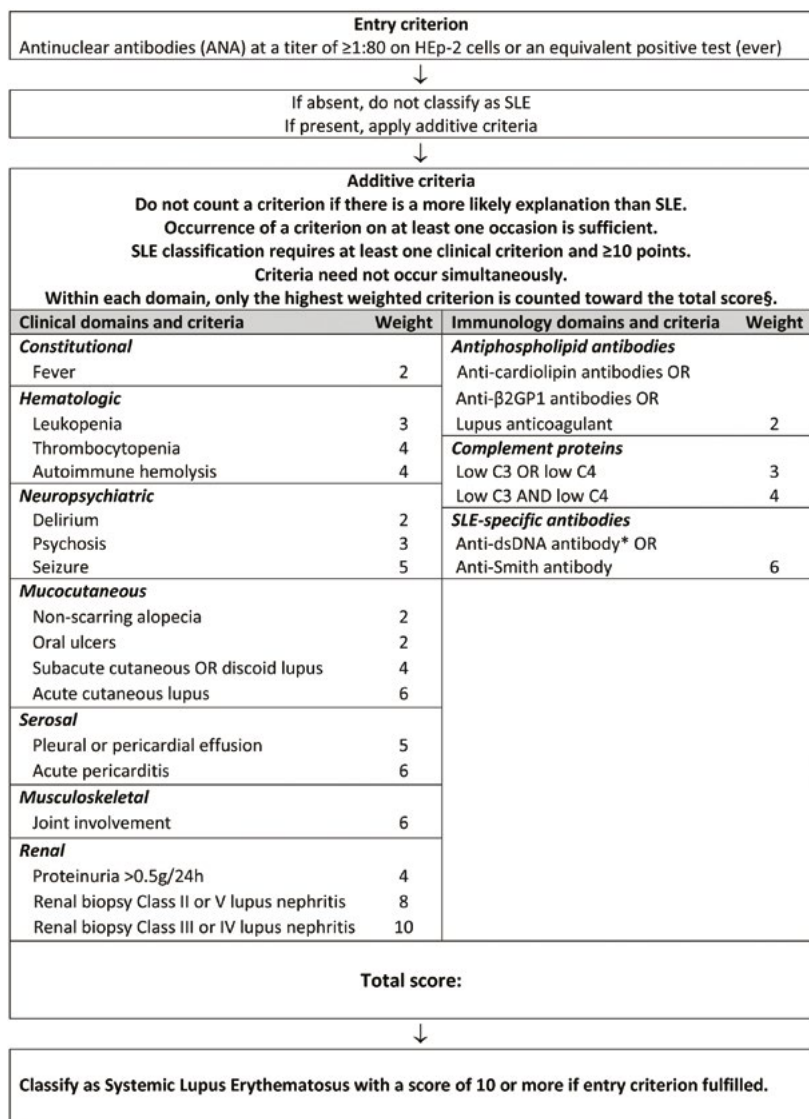 Entry criterion
Antinuclear antibodies (ANA) at a titer of ≥1:80 on HEp-2 cells or an equivalent positive test (ever)
↓
If absent, do not classify as SLE
If present, apply additive criteria
↓
Additive criteria
Do not count a criterion if there is a more likely explanation than SLE.
Occurrence of a criterion on at least one occasion is sufficient.
SLE classification requires at least one clinical criterion and ≥10 points.
Criteria need not occur simultaneously.
Within each domain, only the highest weighted criterion is counted toward the total score§.
Clinical domains and criteria Weight
Constitutional
Fever 2
Hematologic
Leukopenia 3
Thrombocytopenia 4
Autoimmune hemolysis 4
Neuropsychiatric
Delirium 2
Psychosis 3
Seizure 5
Mucocutaneous
Non-scarring alopecia 2
Oral ulcers 2
Subacute cutaneous OR discoid lupus 4
Acute cutaneous lupus 6
Serosal
Pleural or pericardial effusion 5
Acute pericarditis 6
Musculoskeletal
Joint involvement 6
Renal
Proteinuria >0.5g/24h 4
Renal biopsy Class II or V lupus nephritis 8
Renal biopsy Class III or IV lupus nephritis 10
Immunology domains and criteria Weight
Antiphospholipid antibodies
Anti-cardiolipin antibodies OR
Anti-β2GP1 antibodies OR
Lupus anticoagulant 2
Complement proteins
Low C3 OR low C4 3
Low C3 AND low C4 4
SLE-specific antibodies
Anti-dsDNA antibody* OR
Anti-Smith antibody 6
Total score:
↓
Classify as Systemic Lupus Erythematosus with a score of 10 or more if entry criterion fulfilled.